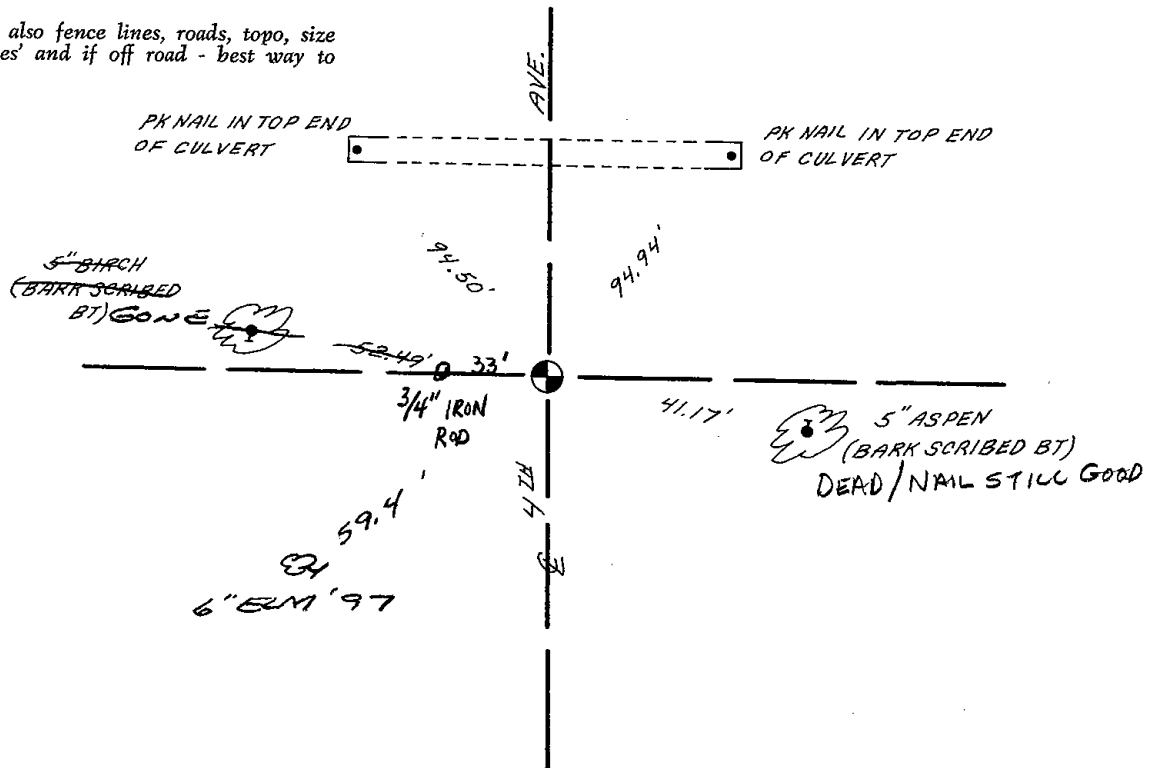 also fence lines, roads, topo, size
es' and if off road - best way to
AVE.
PK NAIL IN TOP END
OF CULVERT
PK NAIL IN TOP END
OF CULVERT
94.50'
94.94'
5" BIRCH
(BARK SCRIBED
BT) GONE
52.49'
33'
3/4" IRON
ROD
41.17'
5" ASPEN
(BARK SCRIBED BT)
DEAD/NAIL STILL GOOD
4TH
℄
59.4'
6" ELM '97